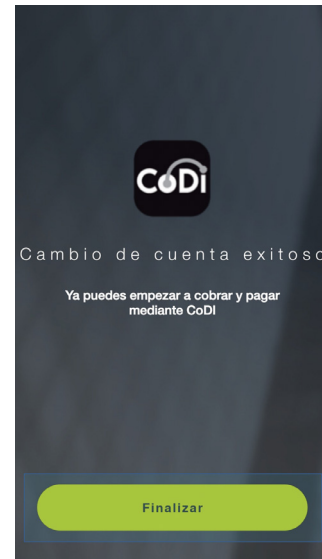 CoDi
Cambio de cuenta exitoso
Ya puedes empezar a cobrar y pagar
mediante CoDI
Finalizar